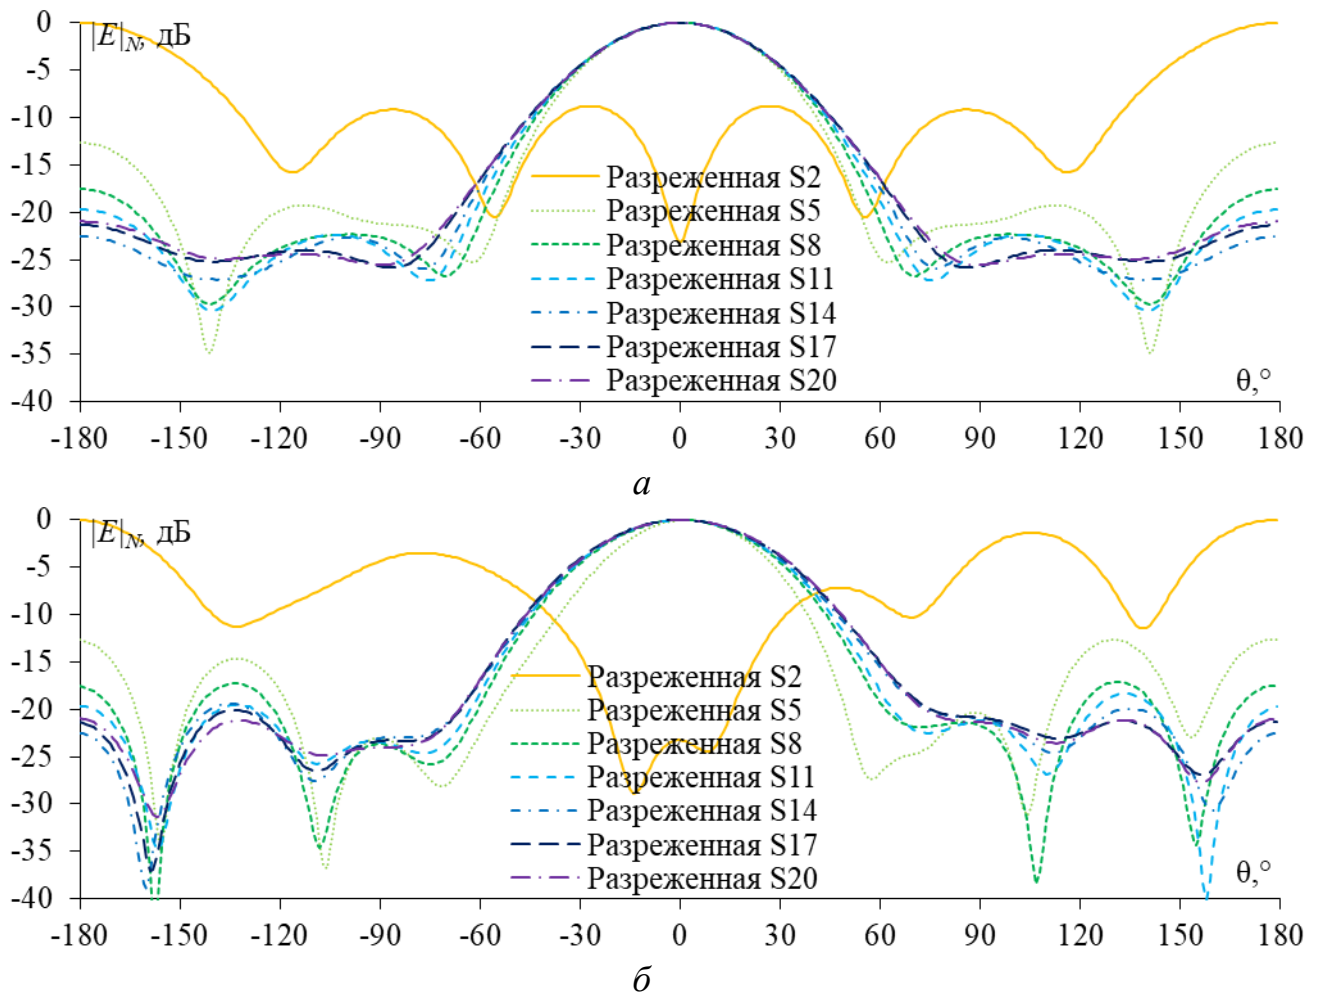 0
|E|N, дБ
-5
-10
-15
-20
-25
-30
-35
-40
Разреженная S2
Разреженная S5
Разреженная S8
Разреженная S11
Разреженная S14
Разреженная S17
Разреженная S20
θ,°
-180 -150 -120 -90 -60 -30 0 30 60 90 120 150 180
а
0
|E|N, дБ
-5
-10
-15
-20
-25
-30
-35
-40
Разреженная S2
Разреженная S5
Разреженная S8
Разреженная S11
Разреженная S14
Разреженная S17
Разреженная S20
θ,°
-180 -150 -120 -90 -60 -30 0 30 60 90 120 150 180
б